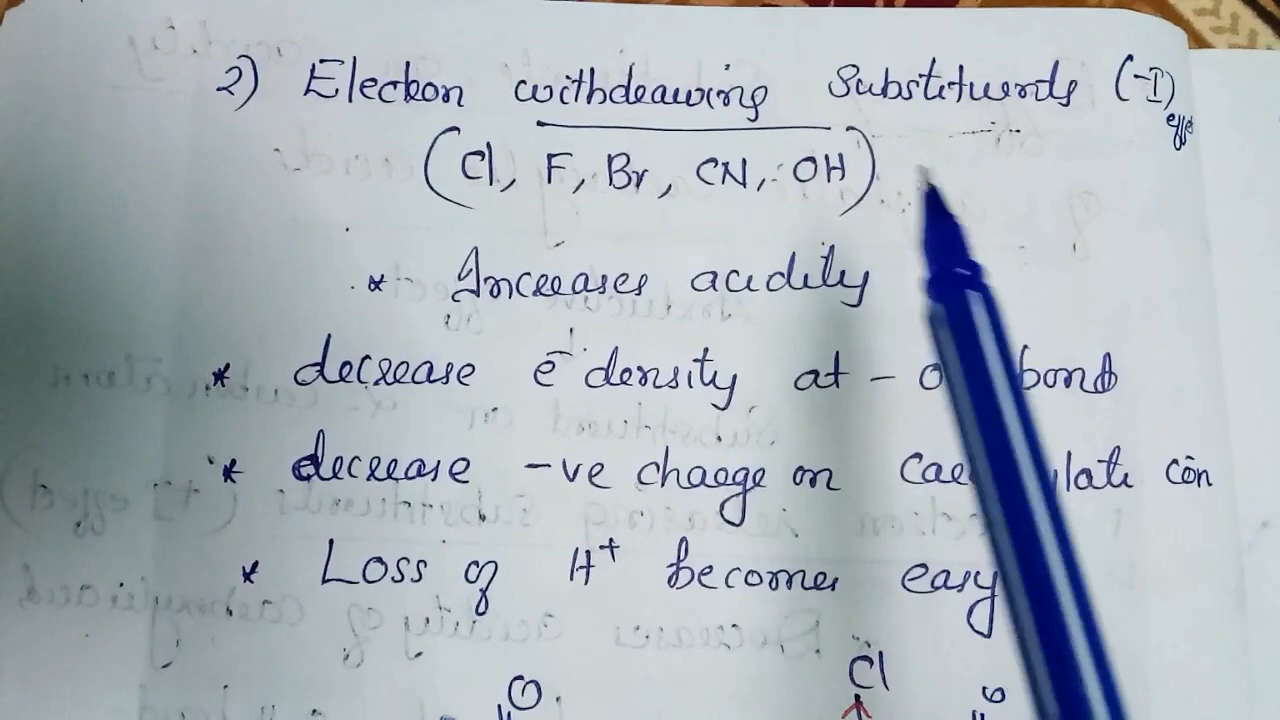 2) Electron withdrawing Substituents (-I) effe
(Cl, F, Br, CN, OH)
* Increases acidity
* decrease e⁻ density at - O bond
* decrease -ve charge on ion
* Loss of H⁺ becomes easy
Cl
O O